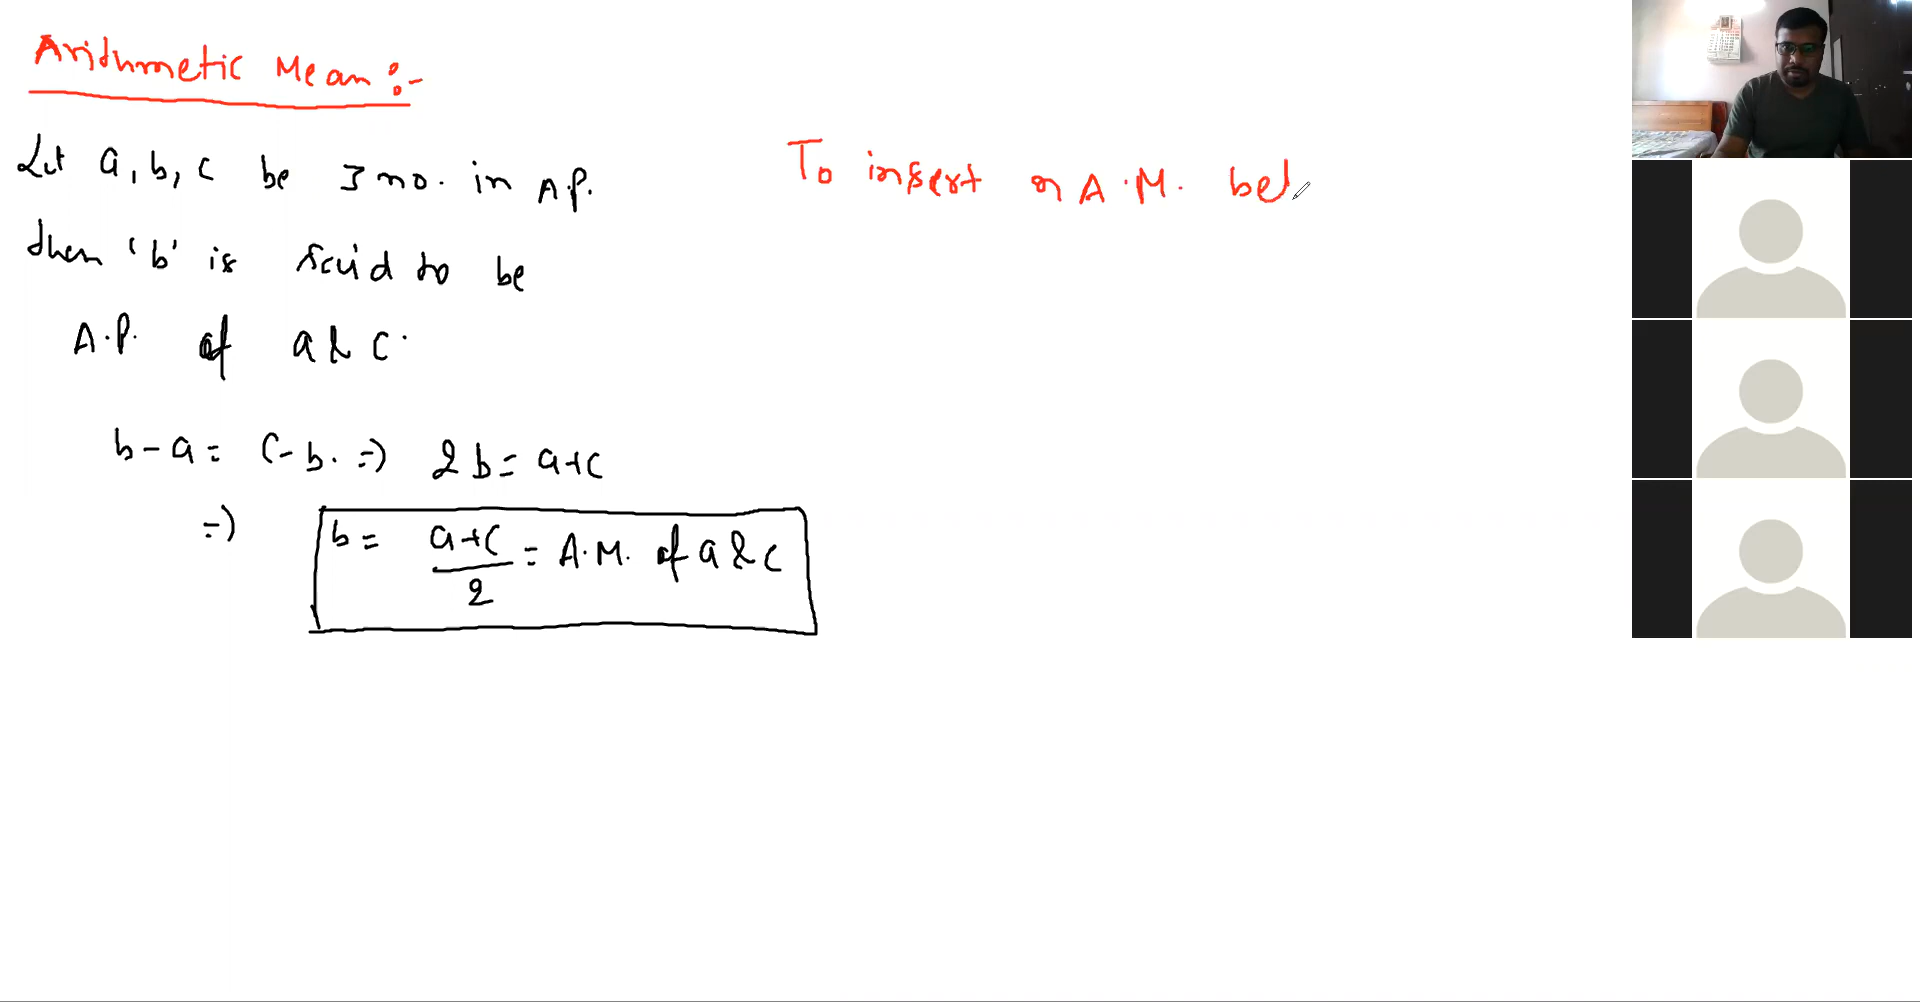 Arithmetic Mean :-
Let a, b, c be 3 no. in A.P.
then 'b' is said to be
A.P. of a & c.
b - a = c - b. => 2b = a+c
=> b = a+c/2 = A.M. of a & c
To insert n A.M. bet